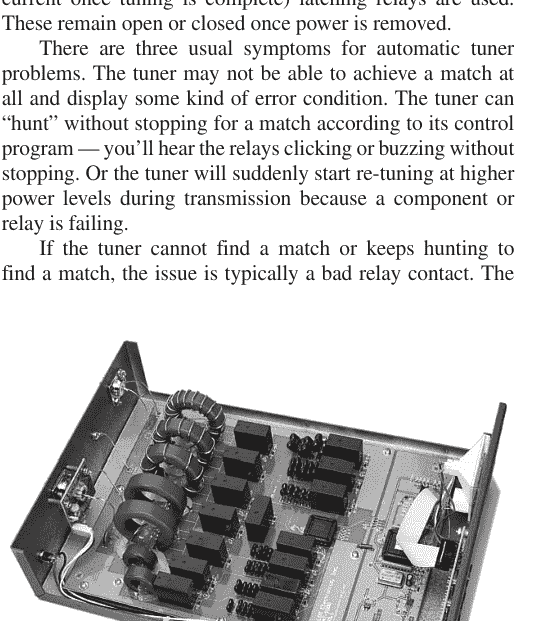 current once tuning is complete) latching relays are used.
These remain open or closed once power is removed.
There are three usual symptoms for automatic tuner
problems. The tuner may not be able to achieve a match at
all and display some kind of error condition. The tuner can
“hunt” without stopping for a match according to its control
program — you’ll hear the relays clicking or buzzing without
stopping. Or the tuner will suddenly start re-tuning at higher
power levels during transmission because a component or
relay is failing.
If the tuner cannot find a match or keeps hunting to
find a match, the issue is typically a bad relay contact. The